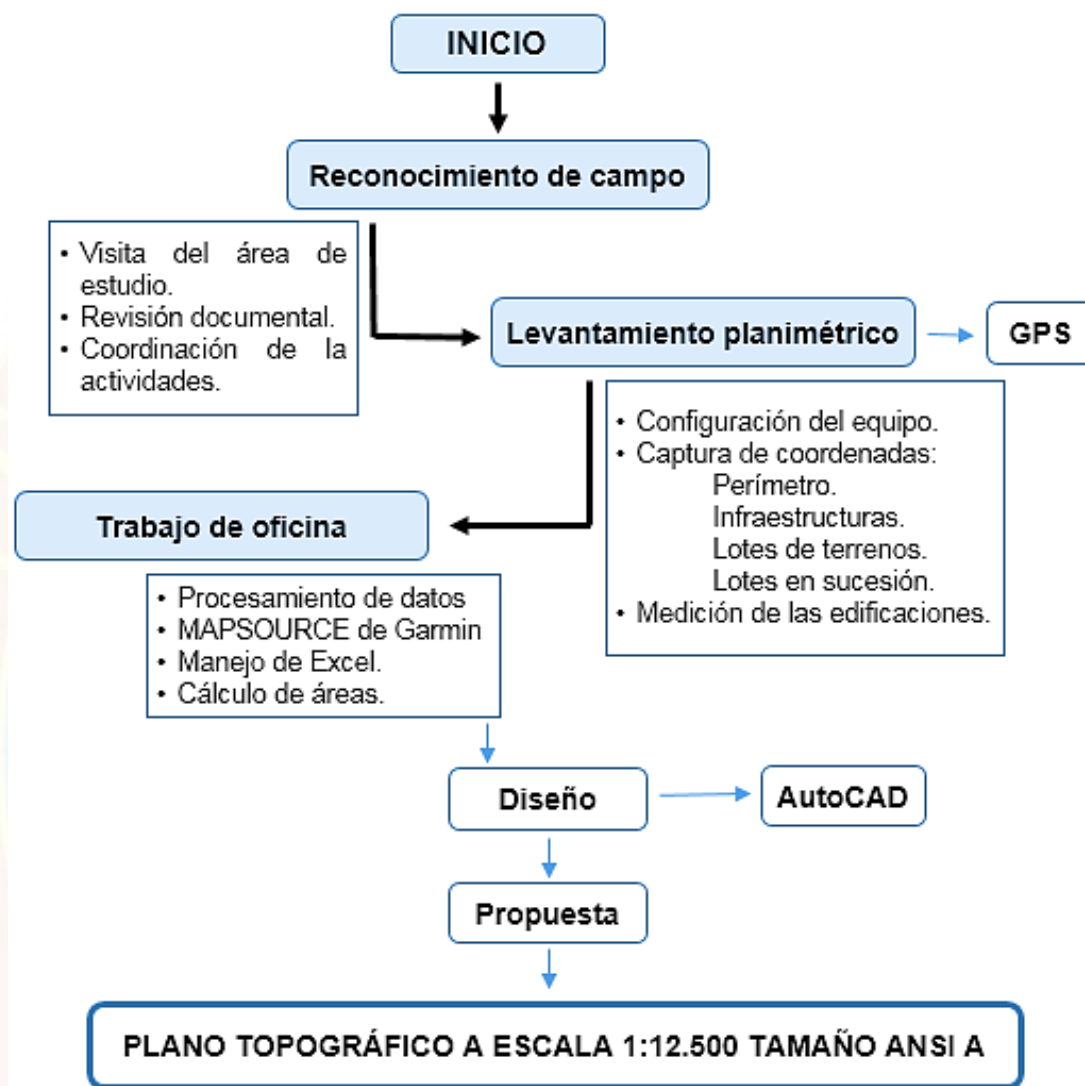 INICIO
Reconocimiento de campo
• Visita del área de
estudio.
• Revisión documental.
• Coordinación de la
actividades.
Levantamiento planimétrico
GPS
• Configuración del equipo.
• Captura de coordenadas:
Perímetro.
Infraestructuras.
Lotes de terrenos.
Lotes en sucesión.
• Medición de las edificaciones.
Trabajo de oficina
• Procesamiento de datos
• MAPSOURCE de Garmin
• Manejo de Excel.
• Cálculo de áreas.
Diseño
AutoCAD
Propuesta
PLANO TOPOGRÁFICO A ESCALA 1:12.500 TAMAÑO ANSI A